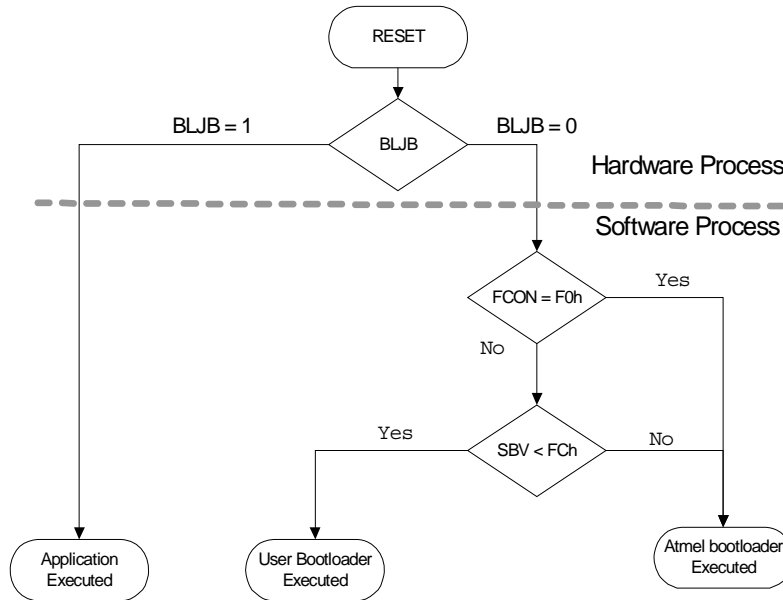 RESET
BLJB = 1
BLJB
BLJB = 0
Hardware Process
Software Process
FCON = F0h
Yes
No
Yes
SBV < FCh
No
Application
Executed
User Bootloader
Executed
Atmel bootloader
Executed